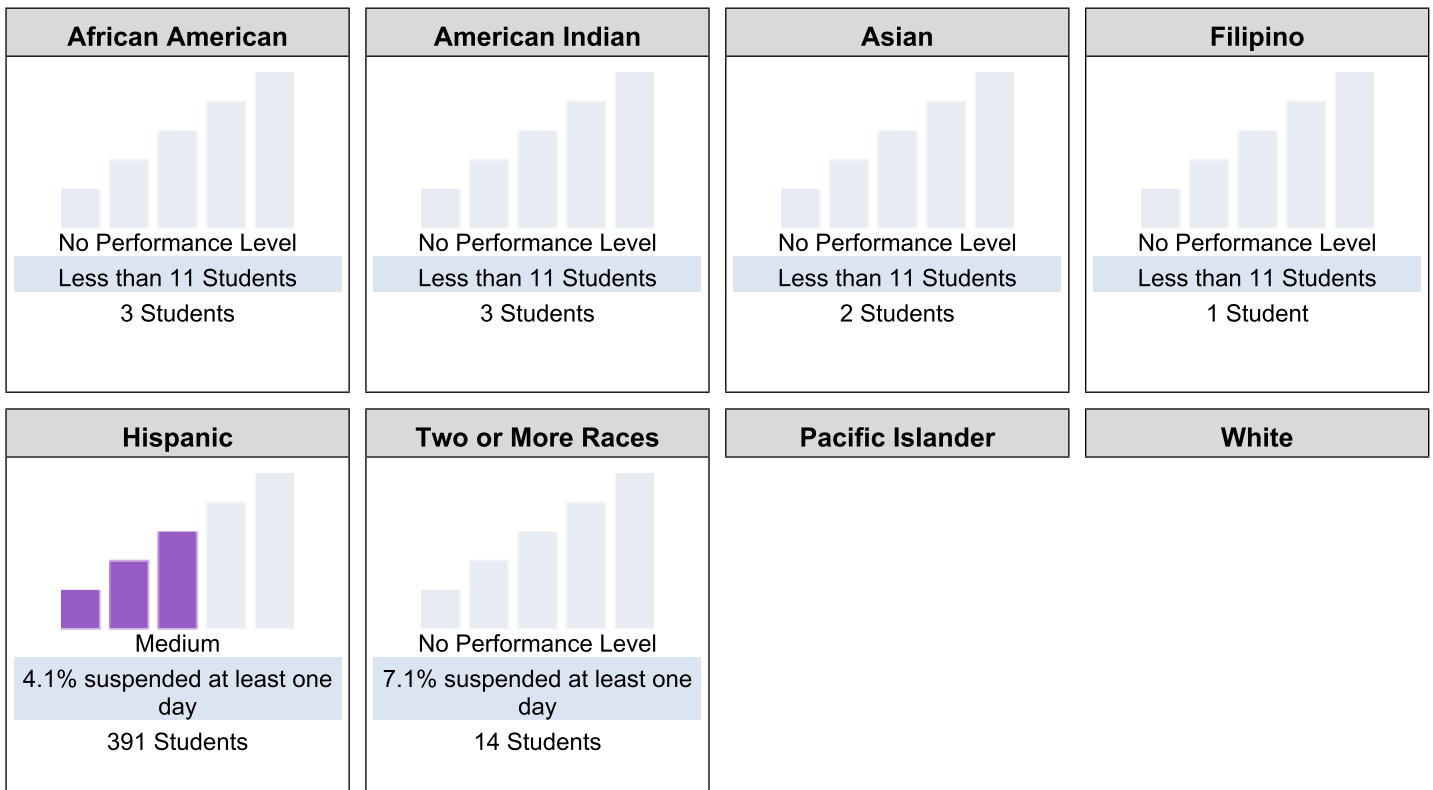 African American
American Indian
Asian
Filipino
No Performance Level
Less than 11 Students
3 Students
No Performance Level
Less than 11 Students
3 Students
No Performance Level
Less than 11 Students
2 Students
No Performance Level
Less than 11 Students
1 Student
Hispanic
Two or More Races
Pacific Islander
White
Medium
4.1% suspended at least one
day
391 Students
No Performance Level
7.1% suspended at least one
day
14 Students